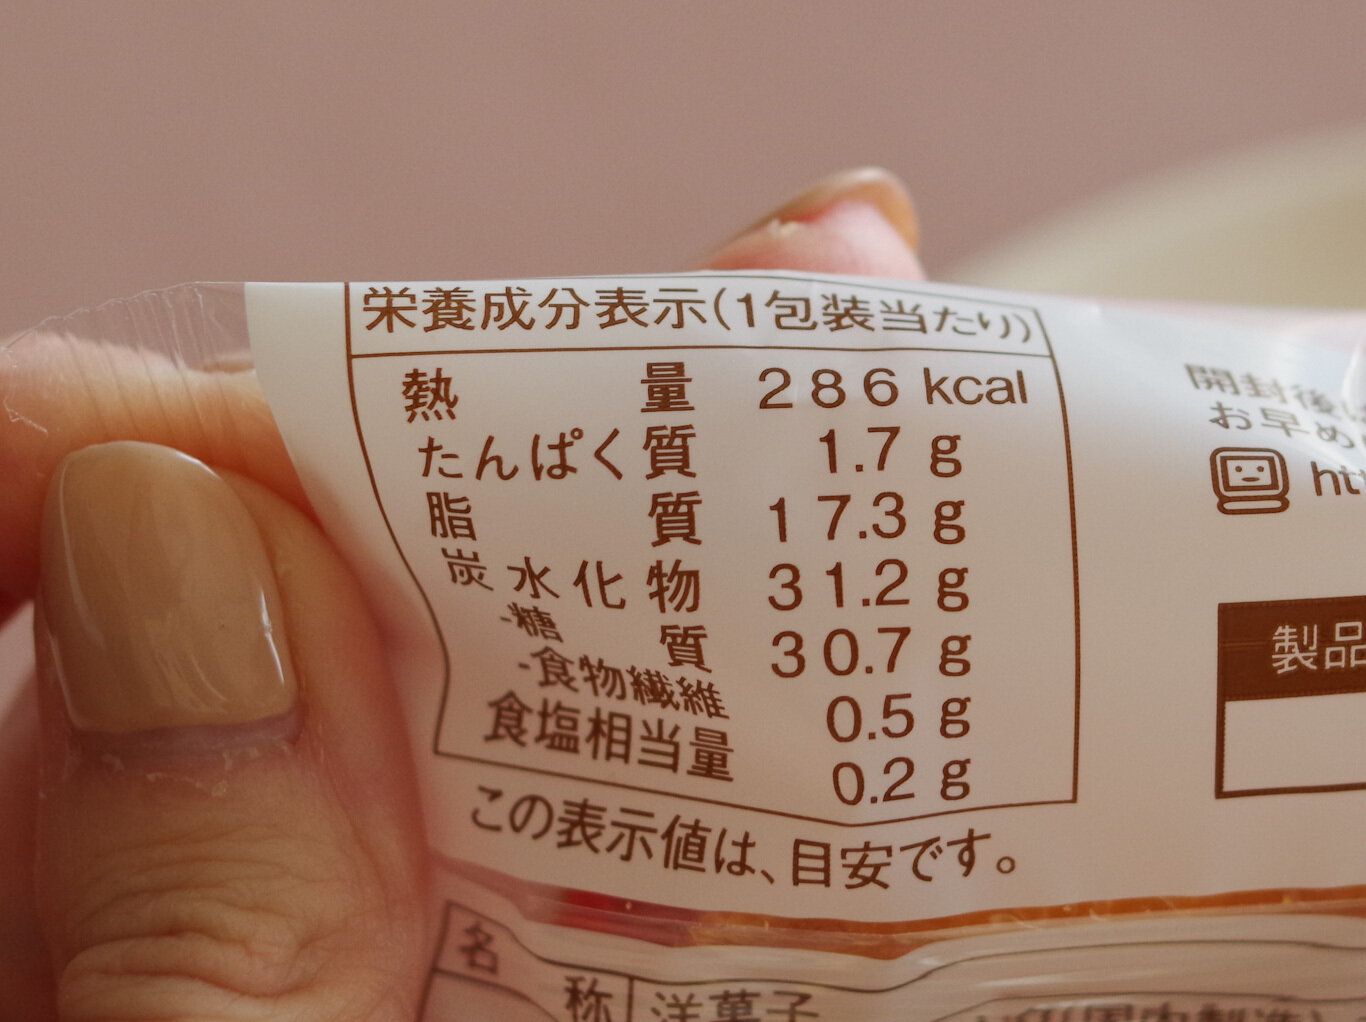 栄養成分表示(1包装当たり)
熱量 286 kcal
たんぱく質 1.7 g
脂質 17.3 g
炭水化物 31.2 g
-糖質 30.7 g
-食物繊維 0.5 g
食塩相当量 0.2 g
この表示値は、目安です。
開封後
お早め
製品
名称 洋菓子